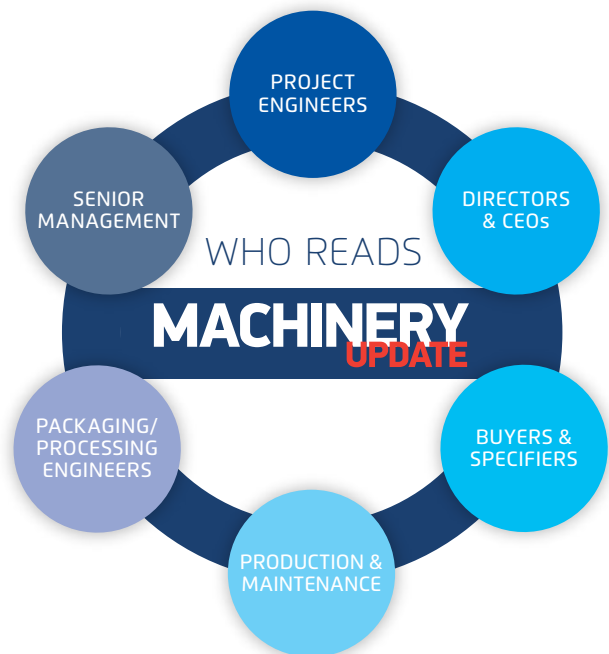 PROJECT
ENGINEERS
SENIOR
MANAGEMENT
DIRECTORS
& CEOs
WHO READS
MACHINERY
UPDATE
PACKAGING/
PROCESSING
ENGINEERS
BUYERS &
SPECIFIERS
PRODUCTION &
MAINTENANCE